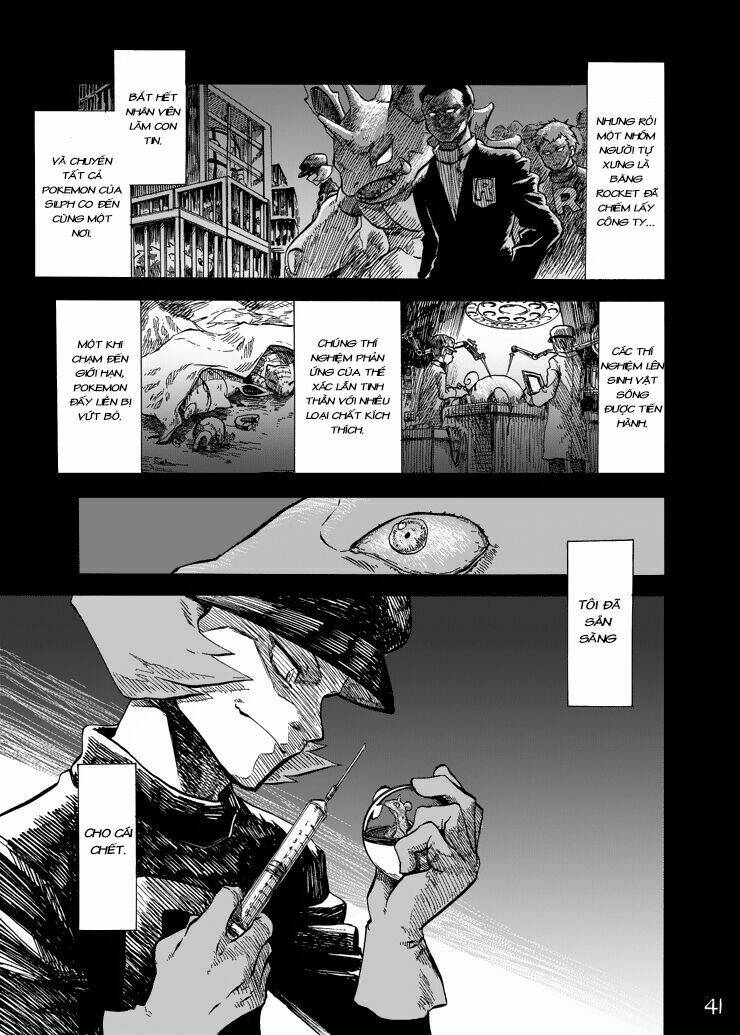 NHƯNG RỒI
MỘT NHÓM
NGƯỜI TỰ
XƯNG LÀ
BĂNG
ROCKET ĐÃ
CHIẾM LẤY
CÔNG TY...
BẮT HẾT
NHÂN VIÊN
LÀM CON
TIN.
VÀ CHUYỂN
TẤT CẢ
POKEMON CỦA
SILPH CO ĐẾN
CÙNG MỘT
NƠI.
R
CÁC THÍ
NGHIỆM LÊN
SINH VẬT
SỐNG
ĐƯỢC TIẾN
HÀNH.
CHÚNG THÍ
NGHIỆM PHẢN
ỨNG CỦA THỂ
XÁC LẪN TINH
THẦN VỚI NHIỀU
LOẠI CHẤT KÍCH
THÍCH.
MỘT KHI
CHẠM ĐẾN
GIỚI HẠN,
POKEMON
ĐẤY LIỀN BỊ
VỨT BỎ.
TÔI ĐÃ
SẴN
SÀNG
CHO CÁI
CHẾT.
41